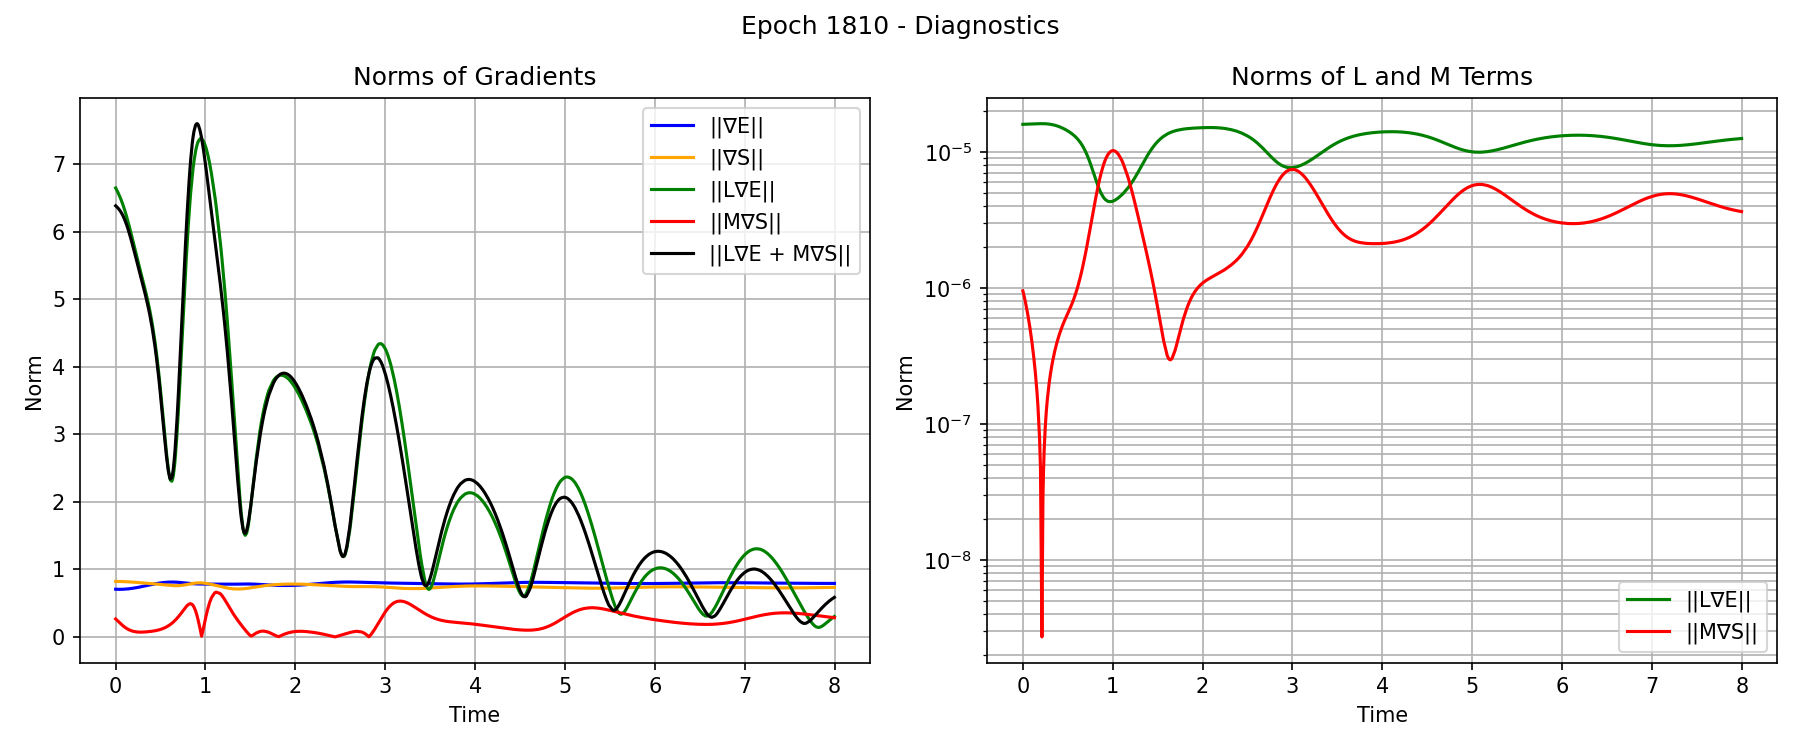 Epoch 1810 - Diagnostics
Norms of Gradients
Norm
7
6
5
4
3
2
1
0
0 1 2 3 4 5 6 7 8
Time
||∇E||
||∇S||
||L∇E||
||M∇S||
||L∇E + M∇S||
Norms of L and M Terms
Norm
10⁻⁵
10⁻⁶
10⁻⁷
10⁻⁸
0 1 2 3 4 5 6 7 8
Time
||L∇E||
||M∇S||